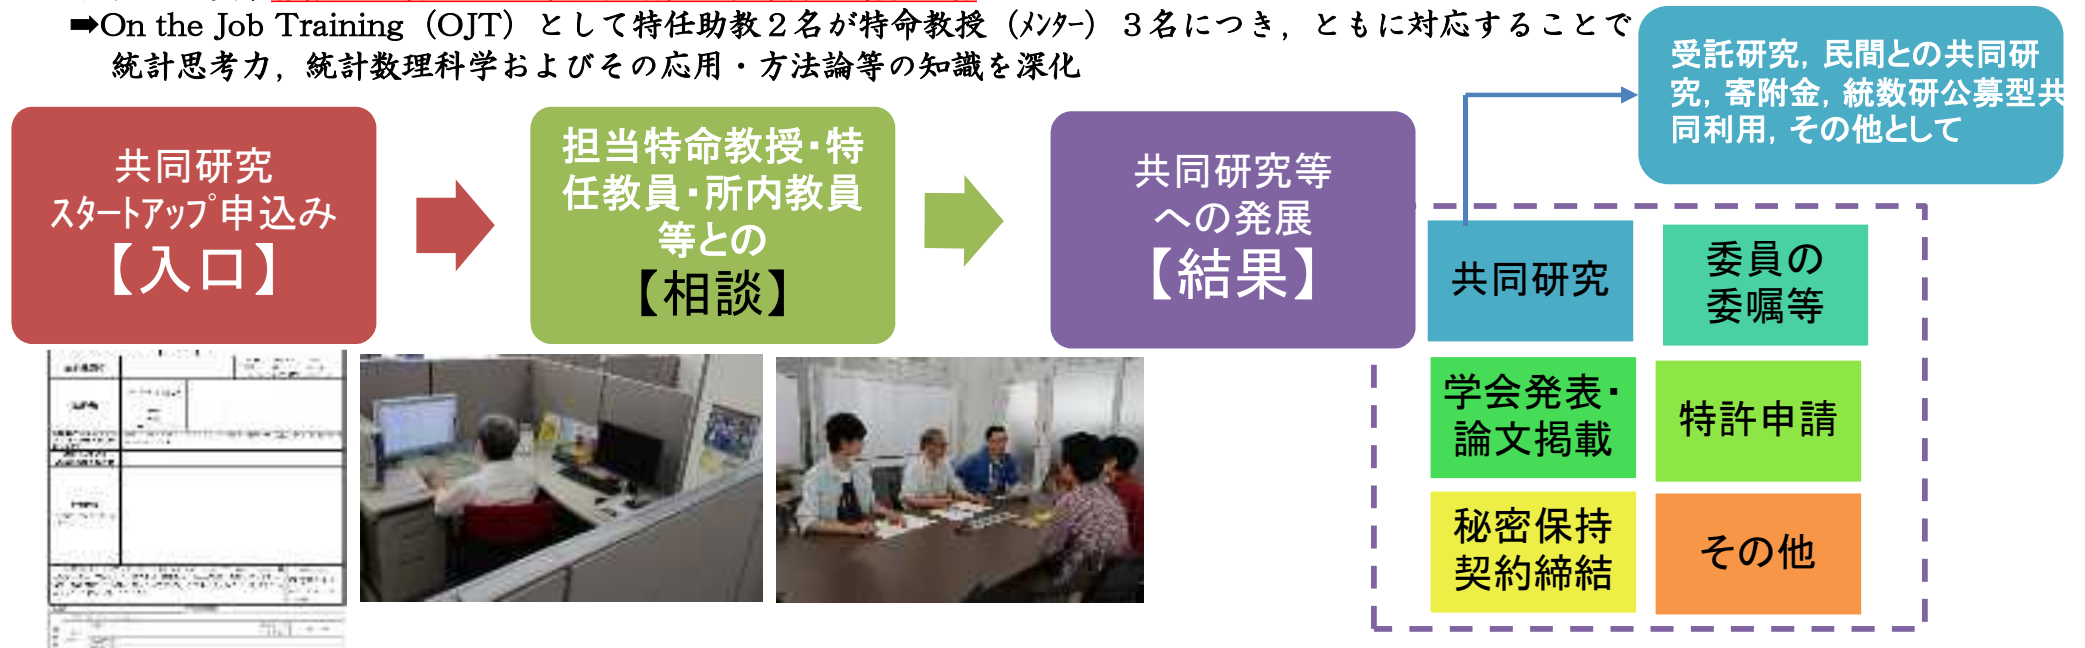 ➡On the Job Training（OJT）として特任助教２名が特命教授（ﾒﾝﾀｰ）３名につき，ともに対応することで
統計思考力，統計数理科学およびその応用・方法論等の知識を深化
受託研究，民間との共同研
究，寄附金，統数研公募型共
同利用，その他として
共同研究
ｽﾀｰﾄｱｯﾌﾟ申込み
【入口】
担当特命教授・特
任教員・所内教員
等との
【相談】
共同研究等
への発展
【結果】
共同研究
委員の
委嘱等
学会発表・
論文掲載
特許申請
秘密保持
契約締結
その他